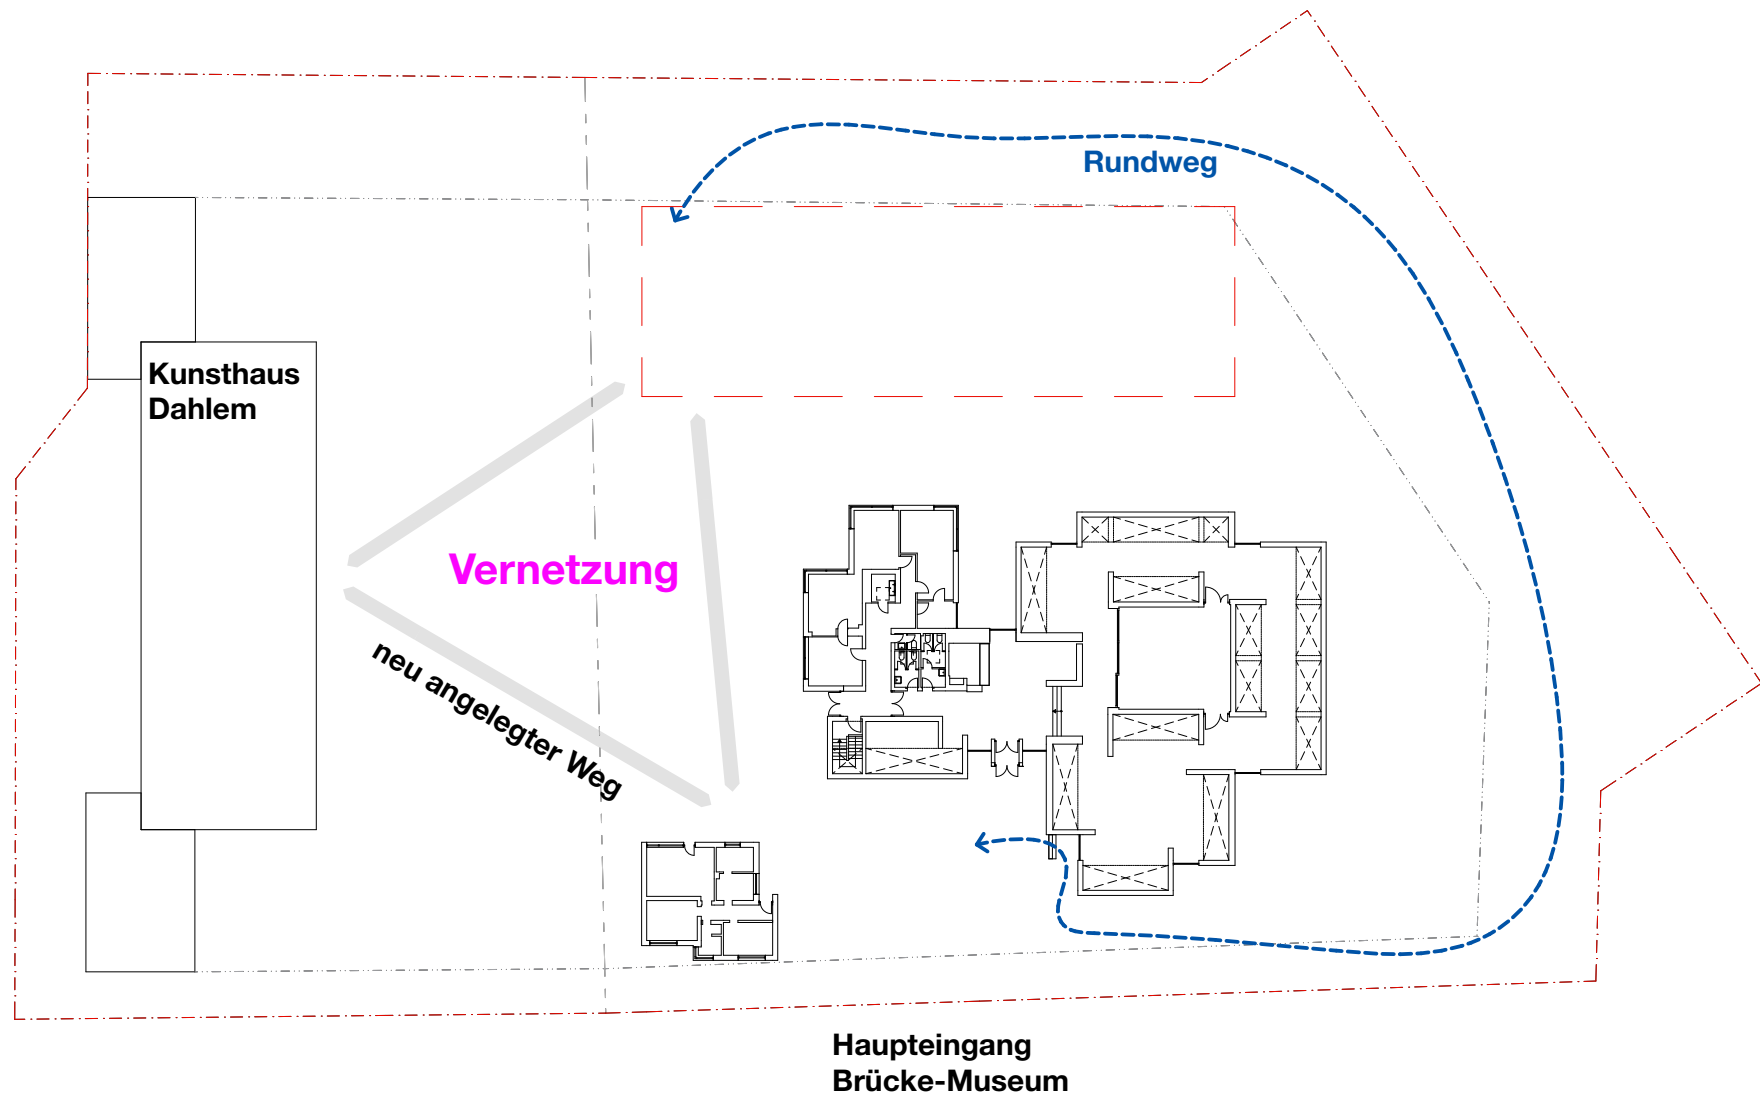 Rundweg
Kunsthaus
Dahlem
Vernetzung
neu angelegter Weg
Haupteingang
Brücke-Museum